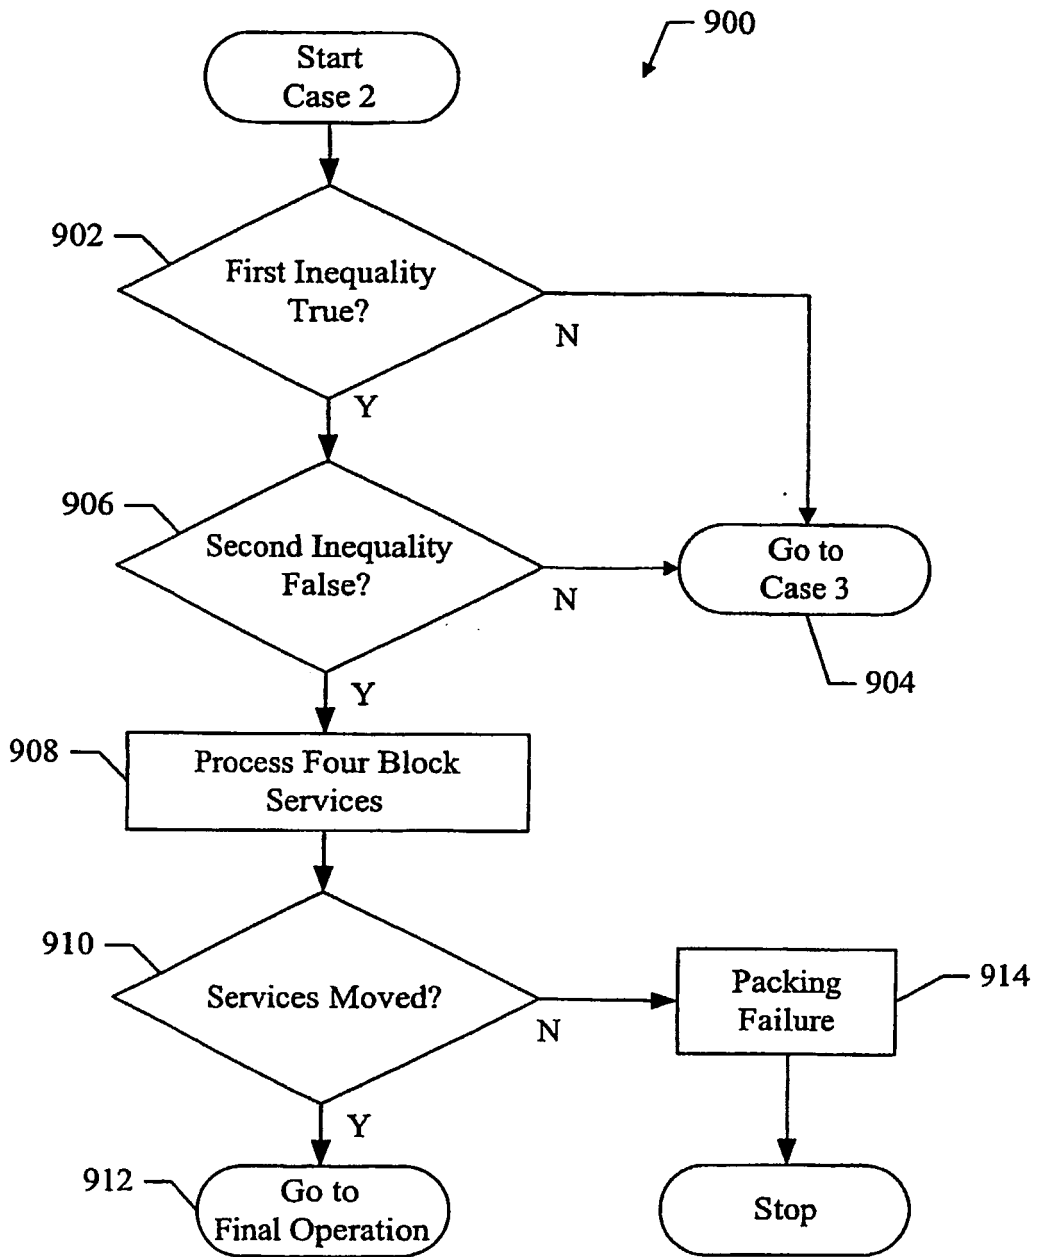 900
Start
Case 2
902
First Inequality
True?
N
Y
906
Second Inequality
False?
N
Go to
Case 3
904
Y
908
Process Four Block
Services
910
Services Moved?
N
Packing
Failure
914
Y
912
Go to
Final Operation
Stop